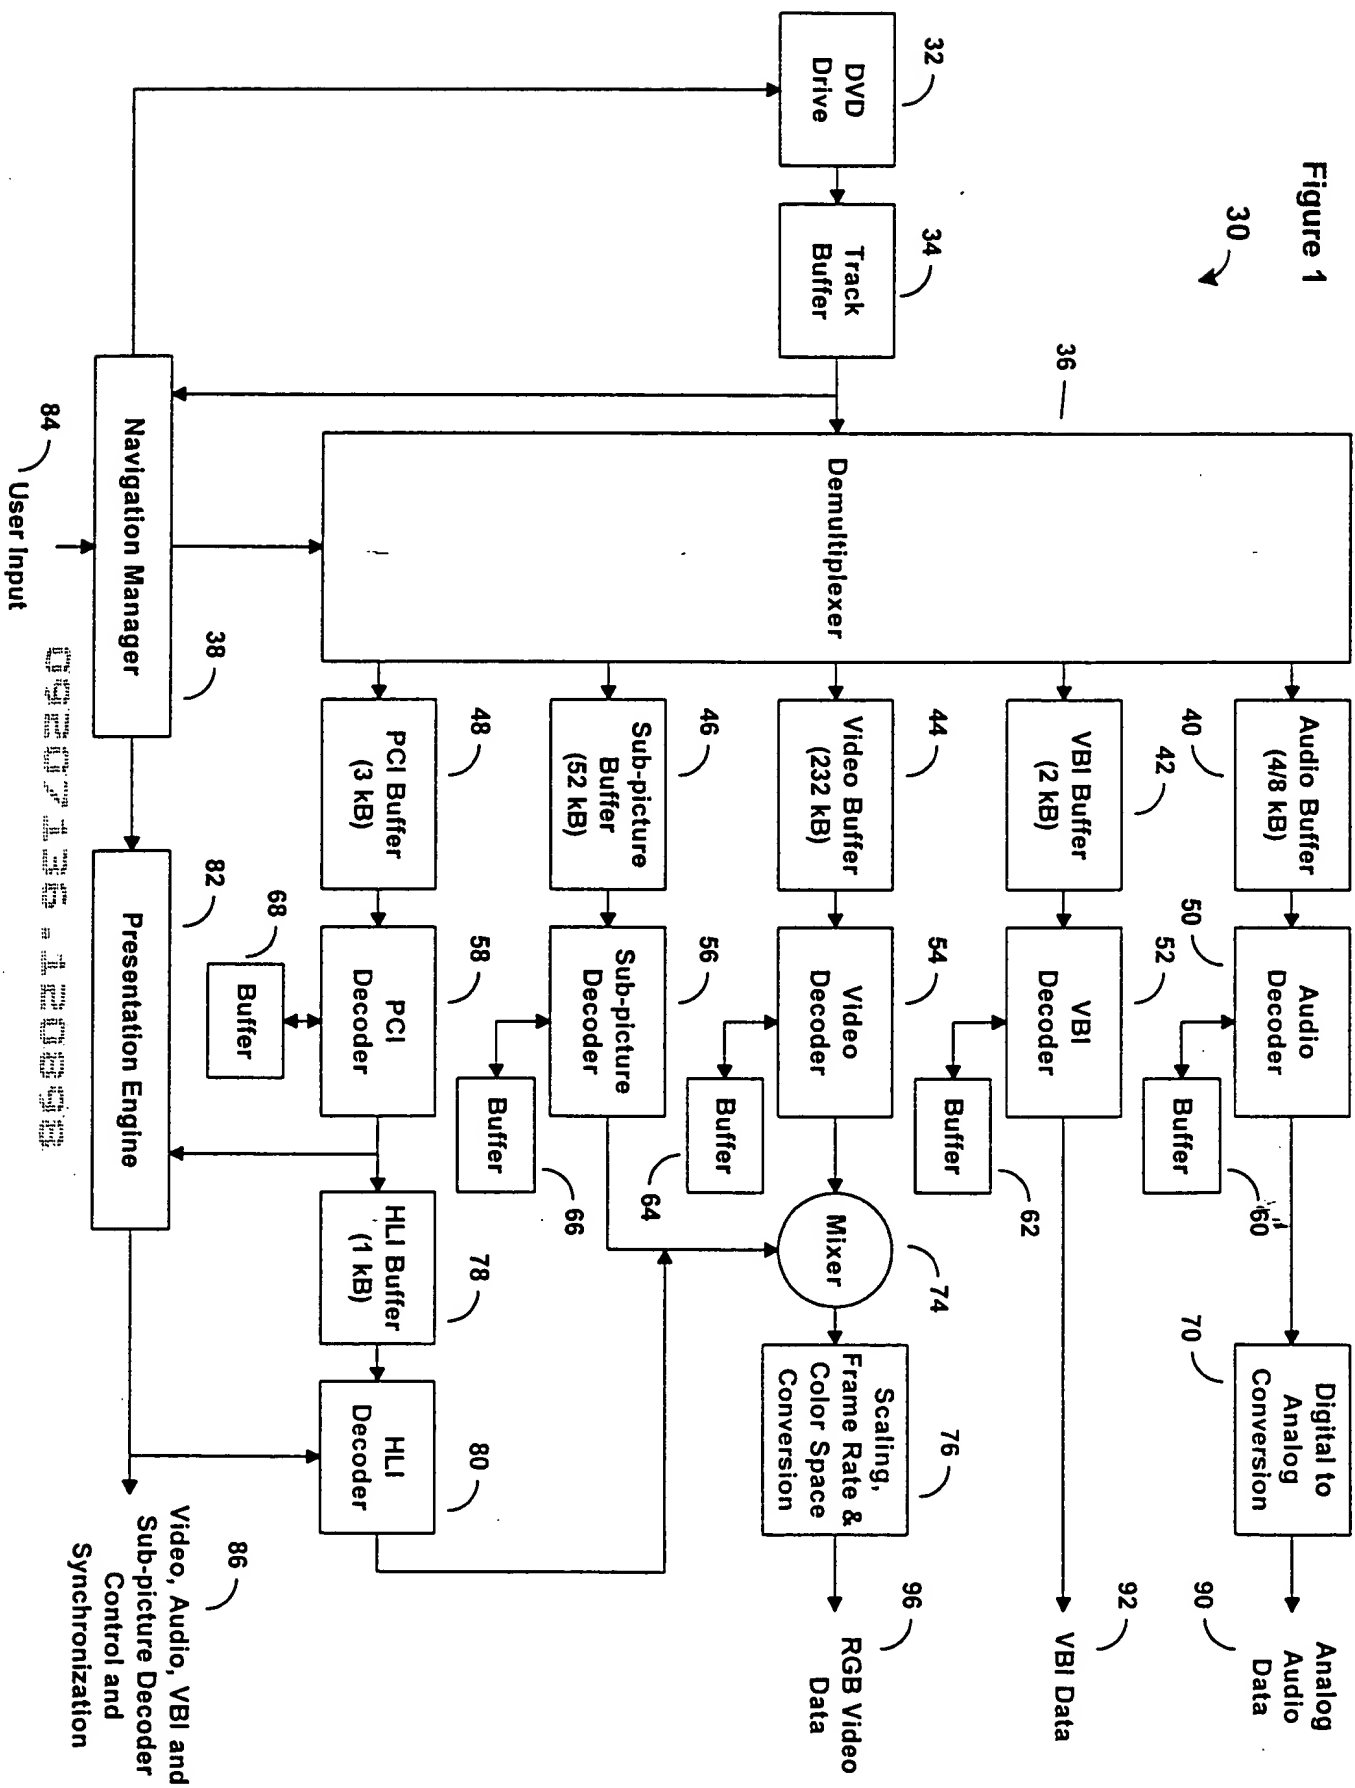 Figure 1
30
32
DVD
Drive
34
Track
Buffer
36
Demultiplexer
40
Audio Buffer
(4/8 kB)
50
Audio
Decoder
Buffer
60
70
Digital to
Analog
Conversion
90
Analog
Audio
Data
42
VBI Buffer
(2 kB)
52
VBI
Decoder
Buffer
62
92
VBI Data
44
Video Buffer
(232 kB)
54
Video
Decoder
Buffer
64
Mixer
74
Scaling,
Frame Rate &
Color Space
Conversion
76
96
RGB Video
Data
46
Sub-picture
Buffer
(52 kB)
56
Sub-picture
Decoder
Buffer
66
48
PCI Buffer
(3 kB)
58
PCI
Decoder
68
Buffer
HLI Buffer
(1 kB)
78
HLI
Decoder
80
Navigation Manager
38
84
User Input
82
Presentation Engine
86
Video, Audio, VBI and
Sub-picture Decoder
Control and
Synchronization
09207136.120898